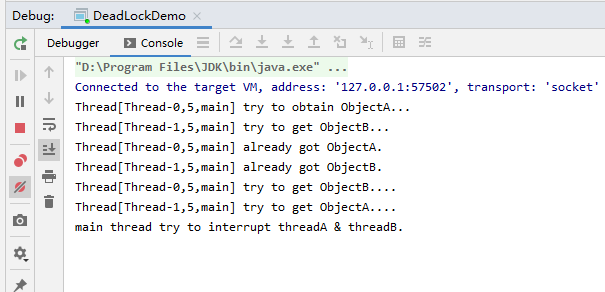 Debug: DeadLockDemo
Debugger Console
"D:\Program Files\JDK\bin\java.exe" ...
Connected to the target VM, address: '127.0.0.1:57502', transport: 'socket'
Thread[Thread-0,5,main] try to obtain ObjectA...
Thread[Thread-1,5,main] try to get ObjectB...
Thread[Thread-0,5,main] already got ObjectA.
Thread[Thread-1,5,main] already got ObjectB.
Thread[Thread-0,5,main] try to get ObjectB....
Thread[Thread-1,5,main] try to get ObjectA....
main thread try to interrupt threadA & threadB.